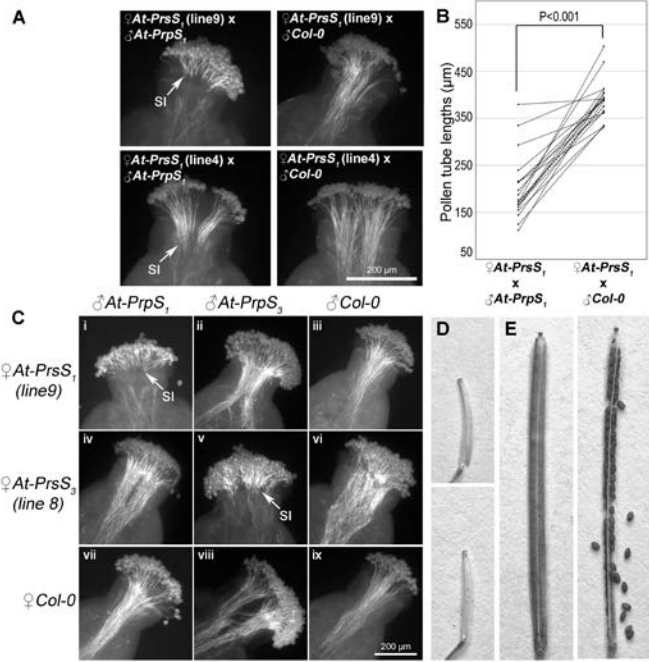 A
♀At-PrsS₁ (line9) x
♂At-PrpS₁
SI
♀At-PrsS₁ (line9) x
♂Col-0
♀At-PrsS₁ (line4) x
♂At-PrpS₁
SI
♀At-PrsS₁ (line4) x
♂Col-0
200 µm
B
P<0.001
Pollen tube lengths (µm)
550
450
350
250
150
50
♀At-PrsS₁
x
♂At-PrpS₁
♀At-PrsS₁
x
♂Col-0
C
♂At-PrpS₁
♂At-PrpS₃
♂Col-0
♀At-PrsS₁
(line9)
i
SI
ii
iii
♀At-PrsS₃
(line 8)
iv
v
SI
vi
♀Col-0
vii
viii
ix
200 µm
D
E